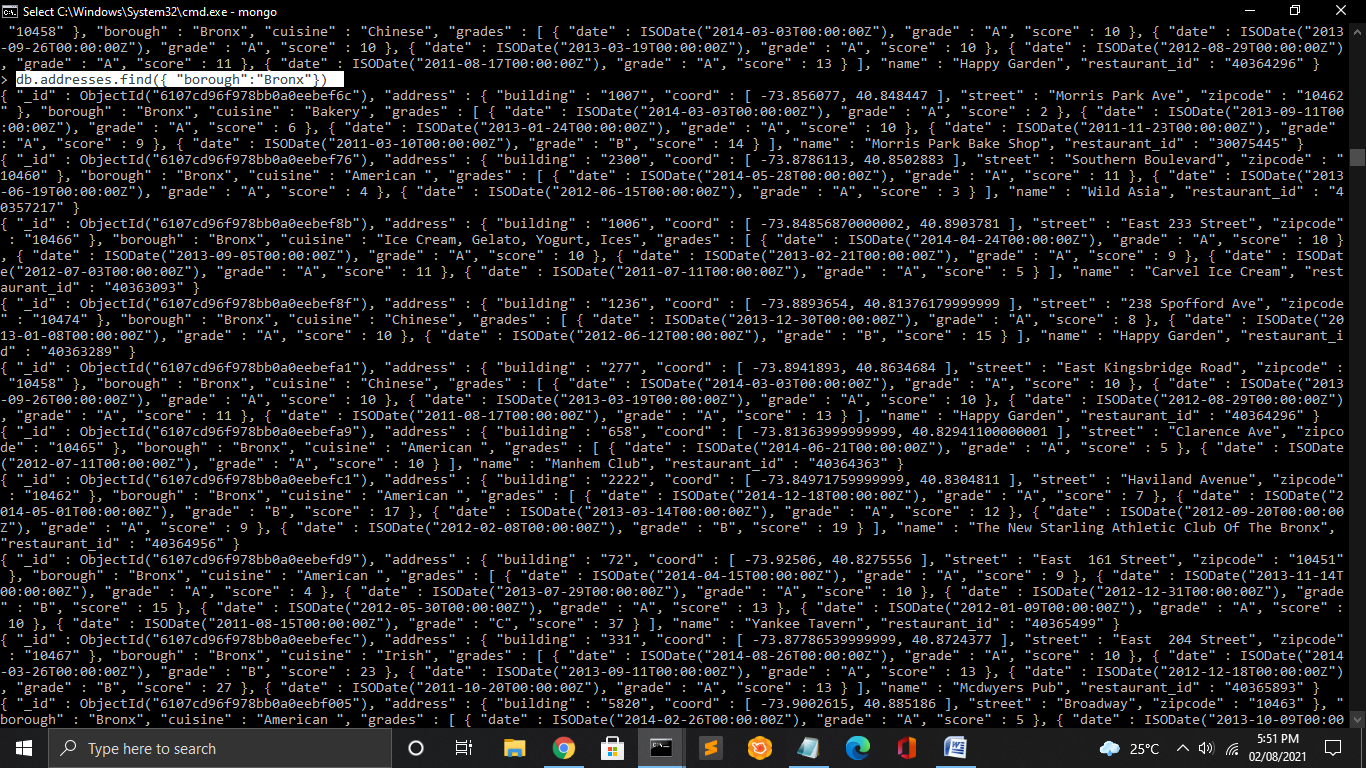 Select C:\Windows\System32\cmd.exe - mongo
 "10458" }, "borough" : "Bronx", "cuisine" : "Chinese", "grades" : [ { "date" : ISODate("2014-03-03T00:00:00Z"), "grade" : "A", "score" : 10 }, { "date" : ISODate("2013
-09-26T00:00:00Z"), "grade" : "A", "score" : 10 }, { "date" : ISODate("2013-03-19T00:00:00Z"), "grade" : "A", "score" : 10 }, { "date" : ISODate("2012-08-29T00:00:00Z")
, "grade" : "A", "score" : 11 }, { "date" : ISODate("2011-08-17T00:00:00Z"), "grade" : "A", "score" : 13 } ], "name" : "Happy Garden", "restaurant_id" : "40364296" }
> db.addresses.find({ "borough":"Bronx"})
{ "_id" : ObjectId("6107cd96f978bb0a0eebef6c"), "address" : { "building" : "1007", "coord" : [ -73.856077, 40.848447 ], "street" : "Morris Park Ave", "zipcode" : "10462
" }, "borough" : "Bronx", "cuisine" : "Bakery", "grades" : [ { "date" : ISODate("2014-03-03T00:00:00Z"), "grade" : "A", "score" : 2 }, { "date" : ISODate("2013-09-11T00
:00:00Z"), "grade" : "A", "score" : 6 }, { "date" : ISODate("2013-01-24T00:00:00Z"), "grade" : "A", "score" : 10 }, { "date" : ISODate("2011-11-23T00:00:00Z"), "grade"
: "A", "score" : 9 }, { "date" : ISODate("2011-03-10T00:00:00Z"), "grade" : "B", "score" : 14 } ], "name" : "Morris Park Bake Shop", "restaurant_id" : "30075445" }
{ "_id" : ObjectId("6107cd96f978bb0a0eebef76"), "address" : { "building" : "2300", "coord" : [ -73.8786113, 40.8502883 ], "street" : "Southern Boulevard", "zipcode" : "
10460" }, "borough" : "Bronx", "cuisine" : "American ", "grades" : [ { "date" : ISODate("2014-05-28T00:00:00Z"), "grade" : "A", "score" : 11 }, { "date" : ISODate("2013
-06-19T00:00:00Z"), "grade" : "A", "score" : 4 }, { "date" : ISODate("2012-06-15T00:00:00Z"), "grade" : "A", "score" : 3 } ], "name" : "Wild Asia", "restaurant_id" : "4
0357217" }
{ "_id" : ObjectId("6107cd96f978bb0a0eebef8b"), "address" : { "building" : "1006", "coord" : [ -73.84856870000002, 40.8903781 ], "street" : "East 233 Street", "zipcode"
 : "10466" }, "borough" : "Bronx", "cuisine" : "Ice Cream, Gelato, Yogurt, Ices", "grades" : [ { "date" : ISODate("2014-04-24T00:00:00Z"), "grade" : "A", "score" : 10 }
, { "date" : ISODate("2013-09-05T00:00:00Z"), "grade" : "A", "score" : 10 }, { "date" : ISODate("2013-02-21T00:00:00Z"), "grade" : "A", "score" : 9 }, { "date" : ISODat
e("2012-07-03T00:00:00Z"), "grade" : "A", "score" : 11 }, { "date" : ISODate("2011-07-11T00:00:00Z"), "grade" : "A", "score" : 5 } ], "name" : "Carvel Ice Cream", "rest
aurant_id" : "40363093" }
{ "_id" : ObjectId("6107cd96f978bb0a0eebef8f"), "address" : { "building" : "1236", "coord" : [ -73.8893654, 40.81376179999999 ], "street" : "238 Spofford Ave", "zipcode
" : "10474" }, "borough" : "Bronx", "cuisine" : "Chinese", "grades" : [ { "date" : ISODate("2013-12-30T00:00:00Z"), "grade" : "A", "score" : 8 }, { "date" : ISODate("20
13-01-08T00:00:00Z"), "grade" : "A", "score" : 10 }, { "date" : ISODate("2012-06-12T00:00:00Z"), "grade" : "B", "score" : 15 } ], "name" : "Happy Garden", "restaurant_i
d" : "40363289" }
{ "_id" : ObjectId("6107cd96f978bb0a0eebefa1"), "address" : { "building" : "277", "coord" : [ -73.8941893, 40.8634684 ], "street" : "East Kingsbridge Road", "zipcode" :
 "10458" }, "borough" : "Bronx", "cuisine" : "Chinese", "grades" : [ { "date" : ISODate("2014-03-03T00:00:00Z"), "grade" : "A", "score" : 10 }, { "date" : ISODate("2013
-09-26T00:00:00Z"), "grade" : "A", "score" : 10 }, { "date" : ISODate("2013-03-19T00:00:00Z"), "grade" : "A", "score" : 10 }, { "date" : ISODate("2012-08-29T00:00:00Z")
, "grade" : "A", "score" : 11 }, { "date" : ISODate("2011-08-17T00:00:00Z"), "grade" : "A", "score" : 13 } ], "name" : "Happy Garden", "restaurant_id" : "40364296" }
{ "_id" : ObjectId("6107cd96f978bb0a0eebefa9"), "address" : { "building" : "658", "coord" : [ -73.81363999999999, 40.82941100000001 ], "street" : "Clarence Ave", "zipco
de" : "10465" }, "borough" : "Bronx", "cuisine" : "American ", "grades" : [ { "date" : ISODate("2014-06-21T00:00:00Z"), "grade" : "A", "score" : 5 }, { "date" : ISODate
("2012-07-11T00:00:00Z"), "grade" : "A", "score" : 10 } ], "name" : "Manhem Club", "restaurant_id" : "40364363" }
{ "_id" : ObjectId("6107cd96f978bb0a0eebefc1"), "address" : { "building" : "2222", "coord" : [ -73.84971759999999, 40.8304811 ], "street" : "Haviland Avenue", "zipcode"
 : "10462" }, "borough" : "Bronx", "cuisine" : "American ", "grades" : [ { "date" : ISODate("2014-12-18T00:00:00Z"), "grade" : "A", "score" : 7 }, { "date" : ISODate("2
014-05-01T00:00:00Z"), "grade" : "B", "score" : 17 }, { "date" : ISODate("2013-03-14T00:00:00Z"), "grade" : "A", "score" : 12 }, { "date" : ISODate("2012-09-20T00:00:00
Z"), "grade" : "A", "score" : 9 }, { "date" : ISODate("2012-02-08T00:00:00Z"), "grade" : "B", "score" : 19 } ], "name" : "The New Starling Athletic Club Of The Bronx",
"restaurant_id" : "40364956" }
{ "_id" : ObjectId("6107cd96f978bb0a0eebefd9"), "address" : { "building" : "72", "coord" : [ -73.92506, 40.8275556 ], "street" : "East  161 Street", "zipcode" : "10451"
 }, "borough" : "Bronx", "cuisine" : "American ", "grades" : [ { "date" : ISODate("2014-04-15T00:00:00Z"), "grade" : "A", "score" : 9 }, { "date" : ISODate("2013-11-14T
00:00:00Z"), "grade" : "A", "score" : 4 }, { "date" : ISODate("2013-07-29T00:00:00Z"), "grade" : "A", "score" : 10 }, { "date" : ISODate("2012-12-31T00:00:00Z"), "grade
" : "B", "score" : 15 }, { "date" : ISODate("2012-05-30T00:00:00Z"), "grade" : "A", "score" : 13 }, { "date" : ISODate("2012-01-09T00:00:00Z"), "grade" : "A", "score" :
 10 }, { "date" : ISODate("2011-08-15T00:00:00Z"), "grade" : "C", "score" : 37 } ], "name" : "Yankee Tavern", "restaurant_id" : "40365499" }
{ "_id" : ObjectId("6107cd96f978bb0a0eebefec"), "address" : { "building" : "331", "coord" : [ -73.87786539999999, 40.8724377 ], "street" : "East  204 Street", "zipcode"
 : "10467" }, "borough" : "Bronx", "cuisine" : "Irish", "grades" : [ { "date" : ISODate("2014-08-26T00:00:00Z"), "grade" : "A", "score" : 10 }, { "date" : ISODate("2014
-03-26T00:00:00Z"), "grade" : "B", "score" : 23 }, { "date" : ISODate("2013-09-11T00:00:00Z"), "grade" : "A", "score" : 13 }, { "date" : ISODate("2012-12-18T00:00:00Z")
, "grade" : "B", "score" : 27 }, { "date" : ISODate("2011-10-20T00:00:00Z"), "grade" : "A", "score" : 13 } ], "name" : "Mcdwyers Pub", "restaurant_id" : "40365893" }
{ "_id" : ObjectId("6107cd96f978bb0a0eebf005"), "address" : { "building" : "5820", "coord" : [ -73.9002615, 40.885186 ], "street" : "Broadway", "zipcode" : "10463" }, "
borough" : "Bronx", "cuisine" : "American ", "grades" : [ { "date" : ISODate("2014-02-26T00:00:00Z"), "grade" : "A", "score" : 5 }, { "date" : ISODate("2013-10-09T00:00
Type here to search
25°C
5:51 PM
02/08/2021